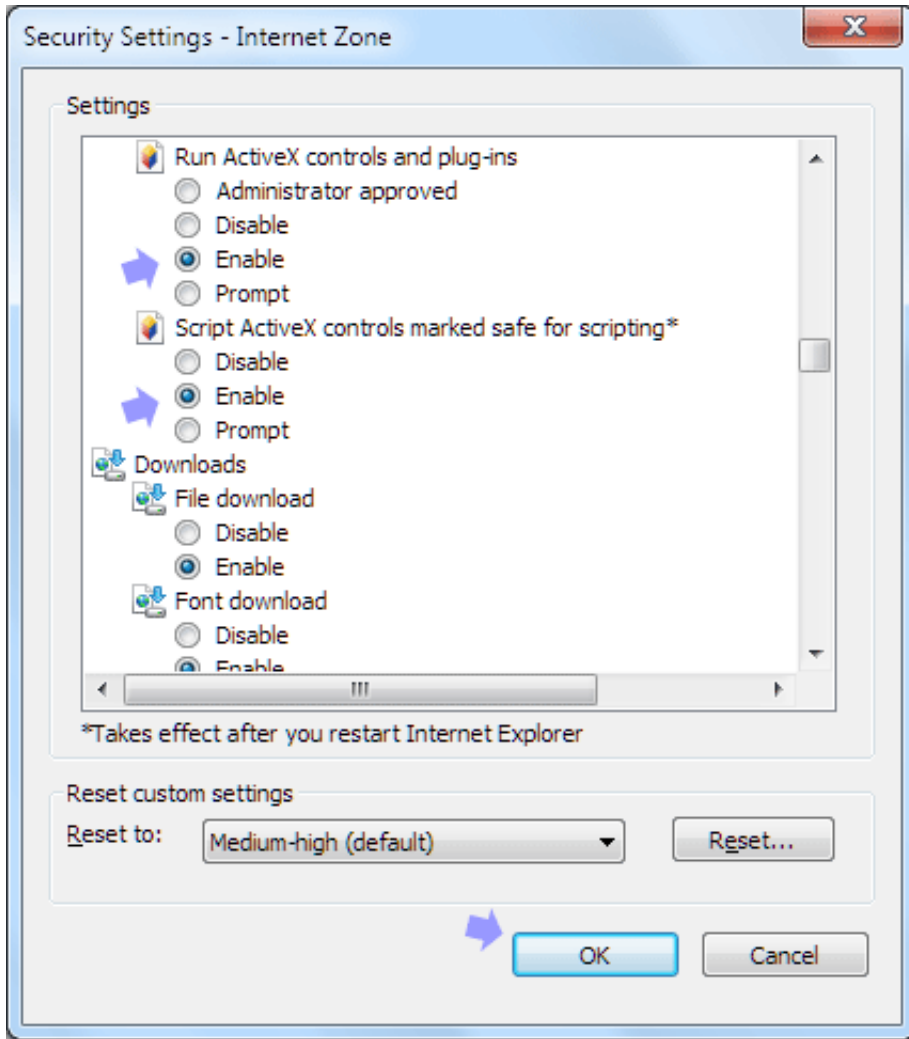 Security Settings - Internet Zone
Settings
Run ActiveX controls and plug-ins
Administrator approved
Disable
Enable
Prompt
Script ActiveX controls marked safe for scripting*
Disable
Enable
Prompt
Downloads
File download
Disable
Enable
Font download
Disable
Enable
*Takes effect after you restart Internet Explorer
Reset custom settings
Reset to:
Medium-high (default)
Reset...
OK
Cancel